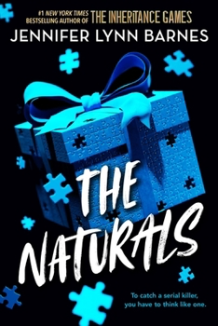 #1 NEW YORK TIMES
BESTSELLING AUTHOR OF THE INHERITANCE GAMES
JENNIFER LYNN BARNES
THE
NATURALS
To catch a serial killer,
you have to think like one.